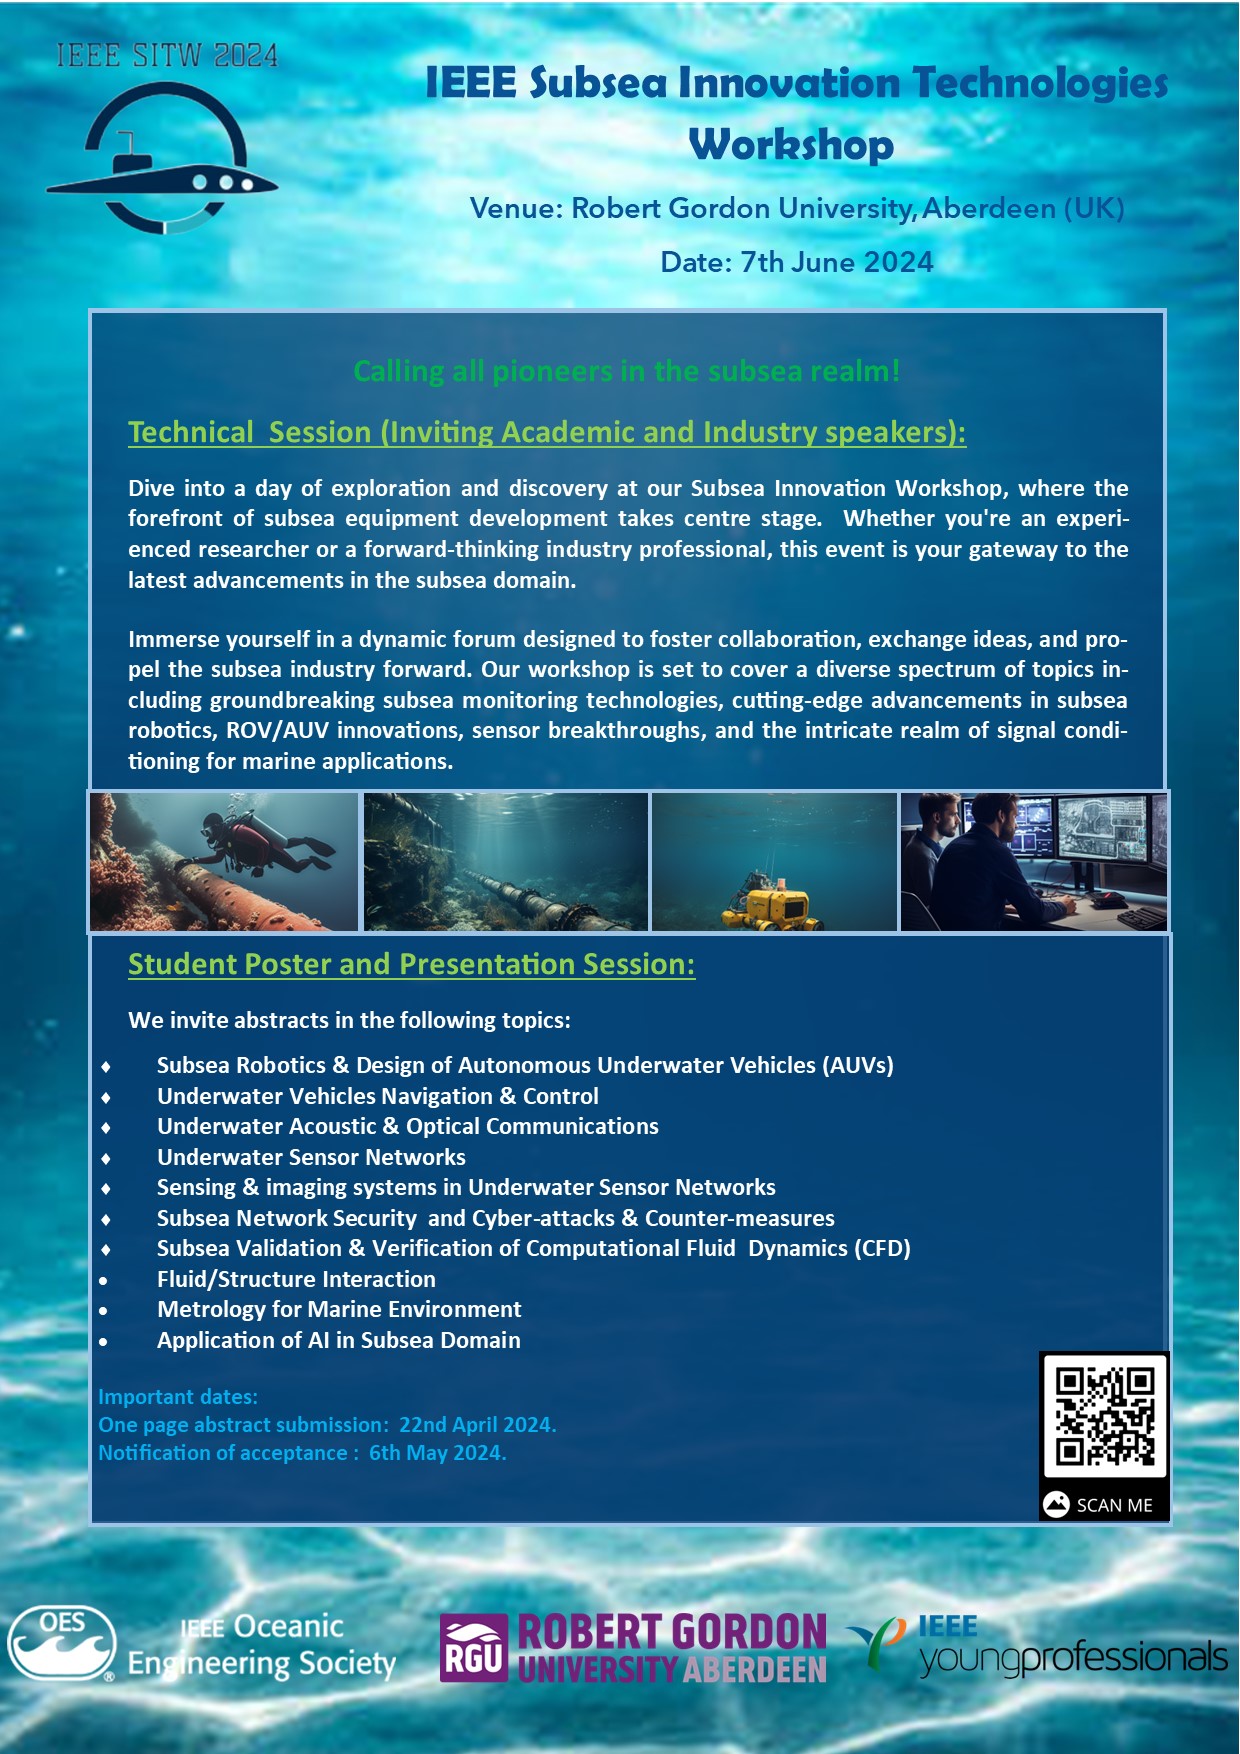 IEEE SITW 2024
IEEE Subsea Innovation Technologies
Workshop
Venue: Robert Gordon University, Aberdeen (UK)
Date: 7th June 2024
Calling all pioneers in the subsea realm!
Technical  Session (Inviting Academic and Industry speakers):
Dive into a day of exploration and discovery at our Subsea Innovation Workshop, where the
forefront of subsea equipment development takes centre stage.  Whether you're an experi-
enced researcher or a forward-thinking industry professional, this event is your gateway to the
latest advancements in the subsea domain.
Immerse yourself in a dynamic forum designed to foster collaboration, exchange ideas, and pro-
pel the subsea industry forward. Our workshop is set to cover a diverse spectrum of topics in-
cluding groundbreaking subsea monitoring technologies, cutting-edge advancements in subsea
robotics, ROV/AUV innovations, sensor breakthroughs, and the intricate realm of signal condi-
tioning for marine applications.
Student Poster and Presentation Session:
We invite abstracts in the following topics:
♦ Subsea Robotics & Design of Autonomous Underwater Vehicles (AUVs)
♦ Underwater Vehicles Navigation & Control
♦ Underwater Acoustic & Optical Communications
♦ Underwater Sensor Networks
♦ Sensing & imaging systems in Underwater Sensor Networks
♦ Subsea Network Security  and Cyber-attacks & Counter-measures
♦ Subsea Validation & Verification of Computational Fluid  Dynamics (CFD)
• Fluid/Structure Interaction
• Metrology for Marine Environment
• Application of AI in Subsea Domain
Important dates:
One page abstract submission:  22nd April 2024.
Notification of acceptance :  6th May 2024.
SCAN ME
OES
®
IEEE Oceanic
Engineering Society
RGU
ROBERT GORDON
UNIVERSITY ABERDEEN
IEEE
youngprofessionals